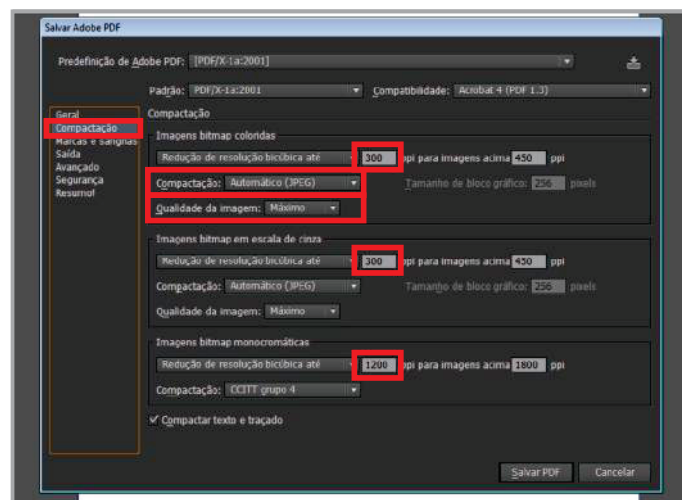 Salvar Adobe PDF
Predefinição de Adobe PDF: [PDF/X-1a:2001]
Padrão: PDF/X-1a:2001 Compatibilidade: Acrobat 4 (PDF 1.3)
Geral
Compactação
Marcas e sangrias
Saída
Avançado
Segurança
Resumo!
Compactação
Imagens bitmap coloridas
Redução de resolução bicúbica até 300 ppi para imagens acima 450 ppi
Compactação: Automático (JPEG) Tamanho de bloco gráfico: 256 pixels
Qualidade da imagem: Máximo
Imagens bitmap em escala de cinza
Redução de resolução bicúbica até 300 ppi para imagens acima 450 ppi
Compactação: Automático (JPEG) Tamanho de bloco gráfico: 256 pixels
Qualidade da imagem: Máximo
Imagens bitmap monocromáticas
Redução de resolução bicúbica até 1200 ppi para imagens acima 1800 ppi
Compactação: CCITT grupo 4
Compactar texto e traçado
Salvar PDF Cancelar